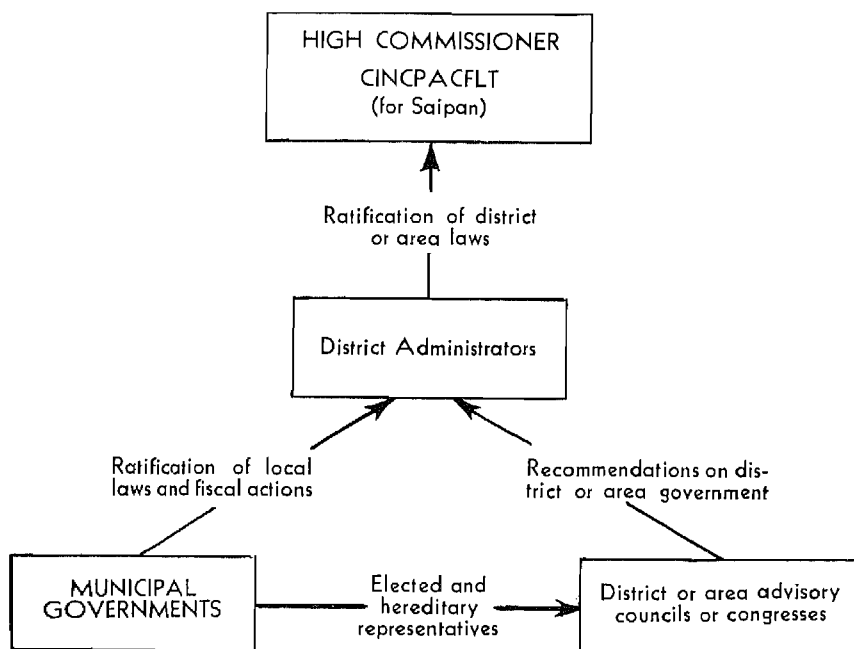 HIGH COMMISSIONER
CINCPACFLT
(for Saipan)
Ratification of district
or area laws
District Administrators
Ratification of local
laws and fiscal actions
Recommendations on dis-
trict or area government
MUNICIPAL
GOVERNMENTS
Elected and
hereditary
representatives
District or area advisory
councils or congresses